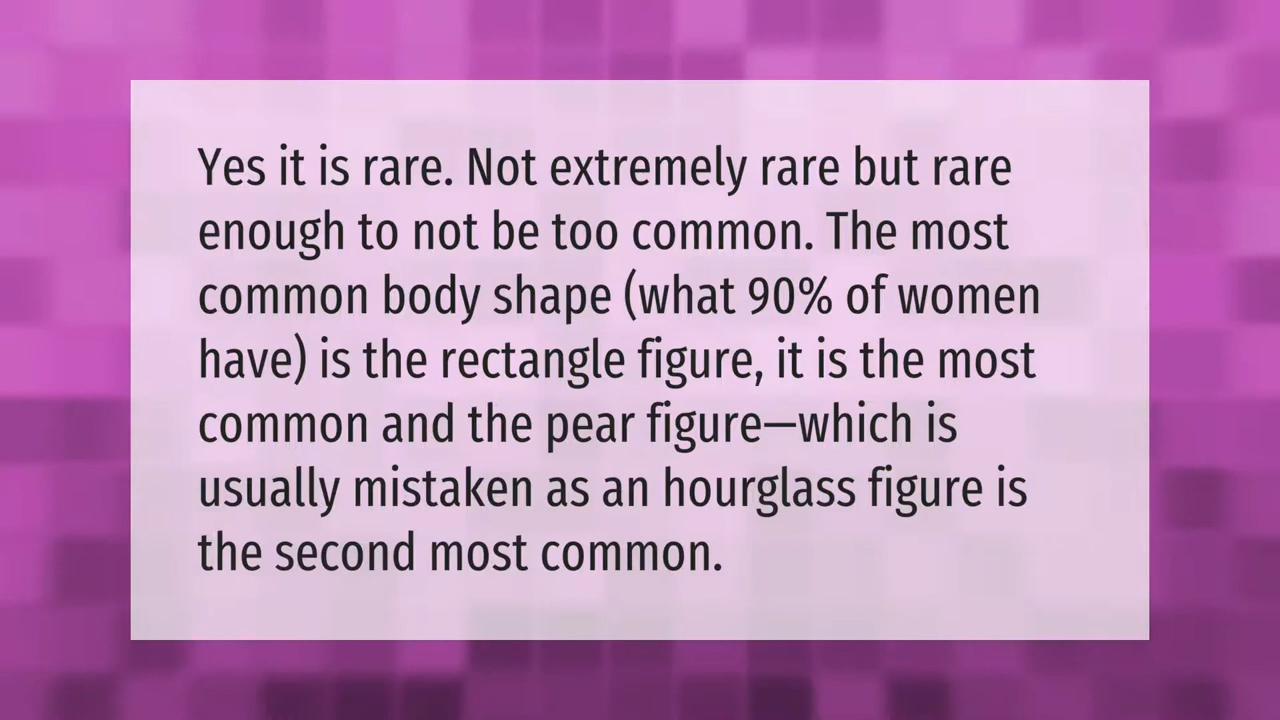 Yes it is rare. Not extremely rare but rare
enough to not be too common. The most
common body shape (what 90% of women
have) is the rectangle figure, it is the most
common and the pear figure—which is
usually mistaken as an hourglass figure is
the second most common.